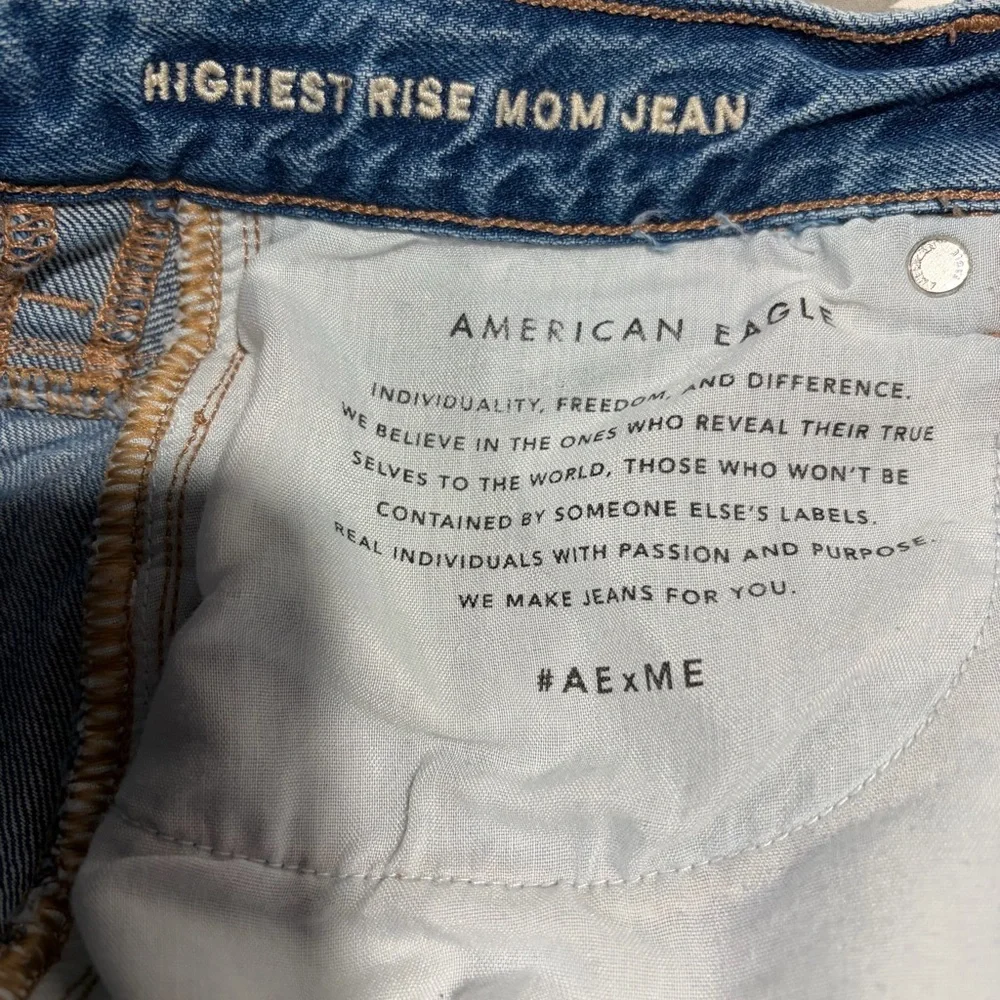 HIGHEST RISE MOM JEAN
AMERICAN EAGLE
INDIVIDUALITY, FREEDOM, AND DIFFERENCE.
WE BELIEVE IN THE ONES WHO REVEAL THEIR TRUE
SELVES TO THE WORLD, THOSE WHO WON'T BE
CONTAINED BY SOMEONE ELSE'S LABELS.
REAL INDIVIDUALS WITH PASSION AND PURPOSE.
WE MAKE JEANS FOR YOU.
#AExME